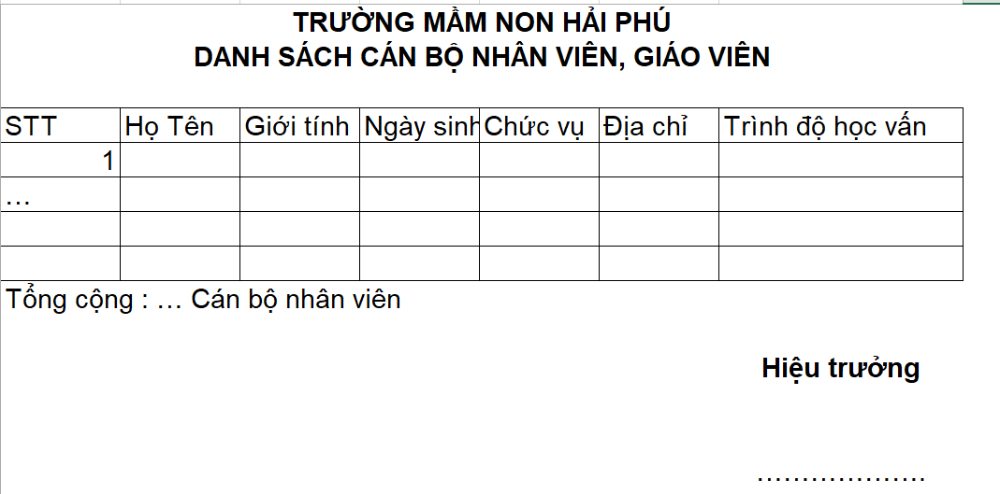 TRƯỜNG MẦM NON HẢI PHÚ
DANH SÁCH CÁN BỘ NHÂN VIÊN, GIÁO VIÊN
STT Họ Tên Giới tính Ngày sinh Chức vụ Địa chỉ Trình độ học vấn
1
…
Tổng cộng : … Cán bộ nhân viên
Hiệu trưởng
……………….